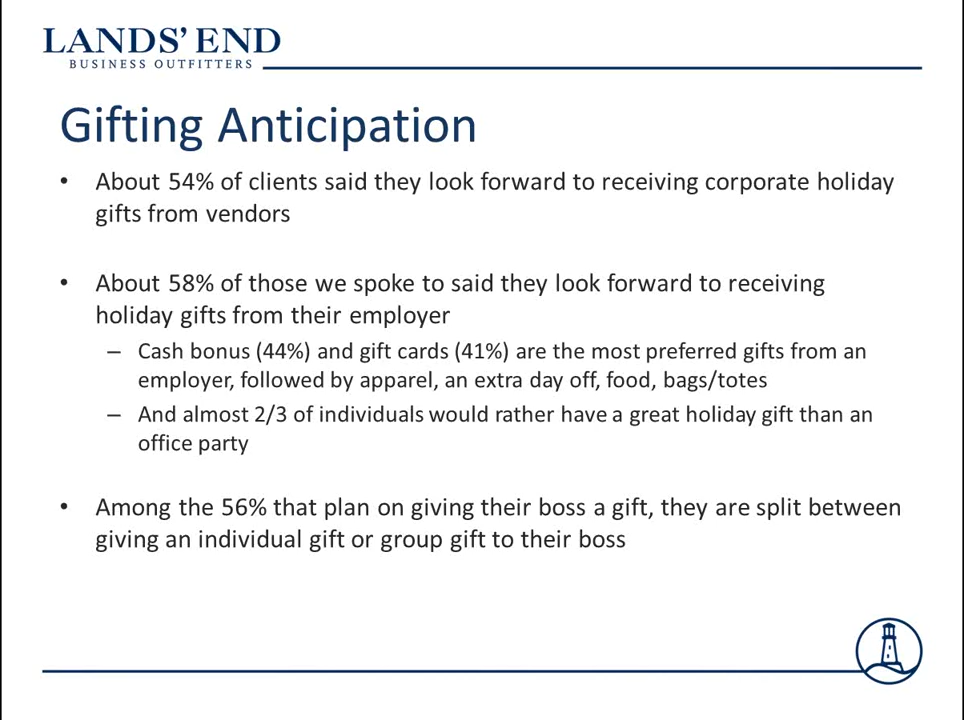 LANDS' END
BUSINESS OUTFITTERS
Gifting Anticipation
• About 54% of clients said they look forward to receiving corporate holiday
gifts from vendors
• About 58% of those we spoke to said they look forward to receiving
holiday gifts from their employer
– Cash bonus (44%) and gift cards (41%) are the most preferred gifts from an
employer, followed by apparel, an extra day off, food, bags/totes
– And almost 2/3 of individuals would rather have a great holiday gift than an
office party
• Among the 56% that plan on giving their boss a gift, they are split between
giving an individual gift or group gift to their boss